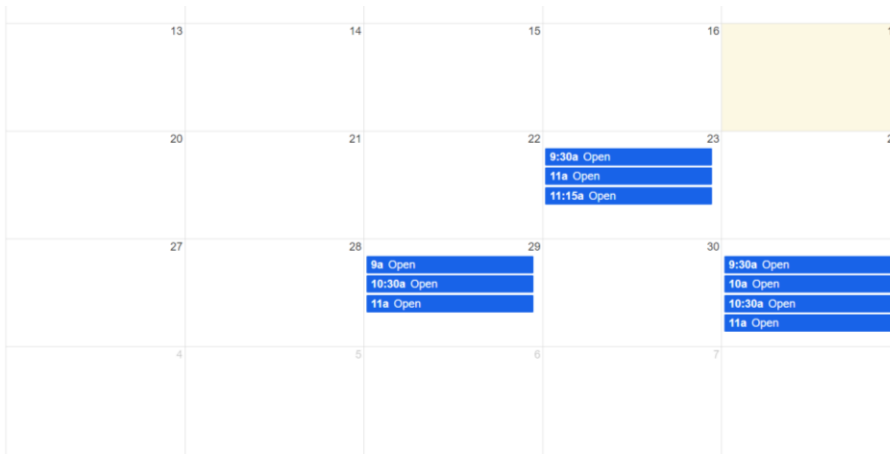 13 14 15 16
20 21 22 23
9:30a Open
11a Open
11:15a Open
27 28 29 30
9a Open
10:30a Open
11a Open
9:30a Open
10a Open
10:30a Open
11a Open
4 5 6 7